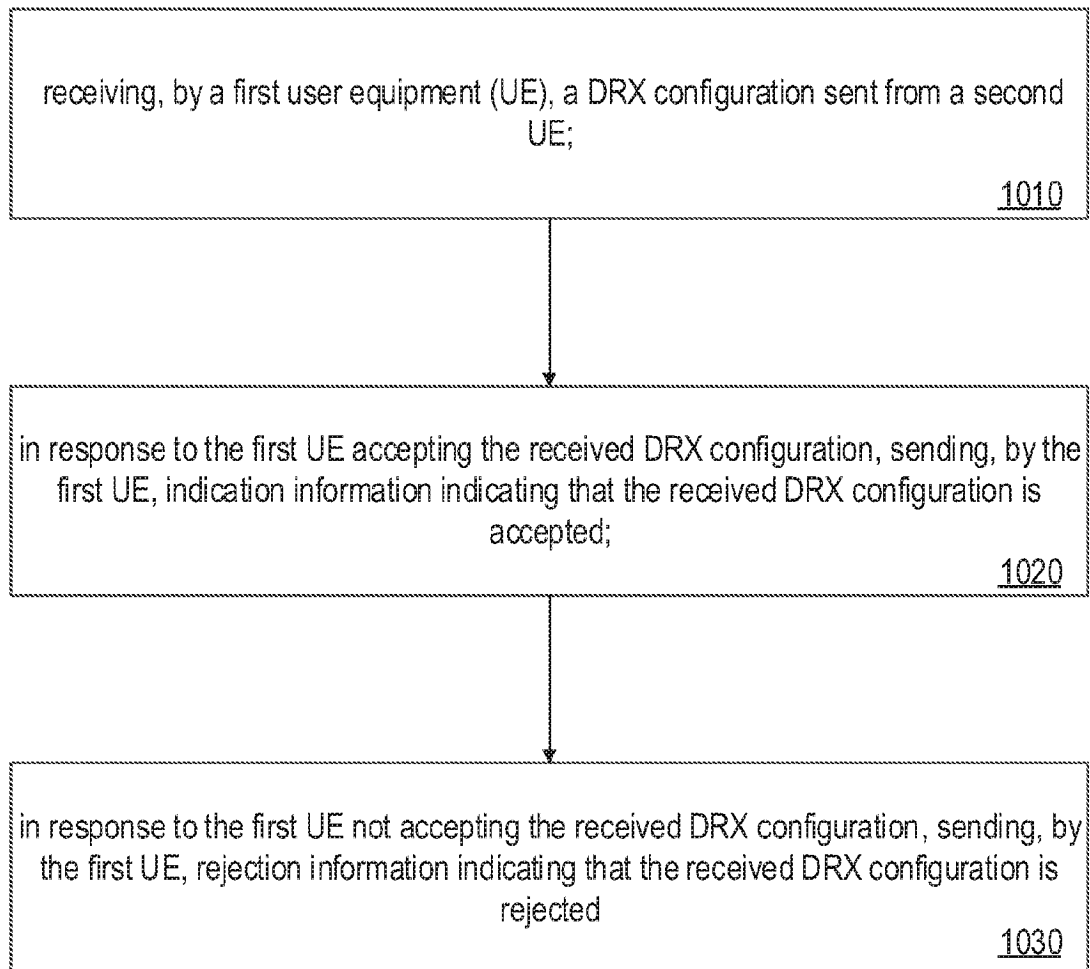 receiving, by a first user equipment (UE), a DRX configuration sent from a second
UE;
1010
in response to the first UE accepting the received DRX configuration, sending, by the
first UE, indication information indicating that the received DRX configuration is
accepted;
1020
in response to the first UE not accepting the received DRX configuration, sending, by
the first UE, rejection information indicating that the received DRX configuration is
rejected
1030